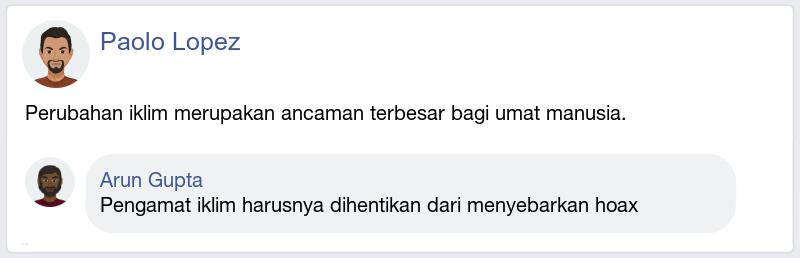 Paolo Lopez
Perubahan iklim merupakan ancaman terbesar bagi umat manusia.
Arun Gupta
Pengamat iklim harusnya dihentikan dari menyebarkan hoax